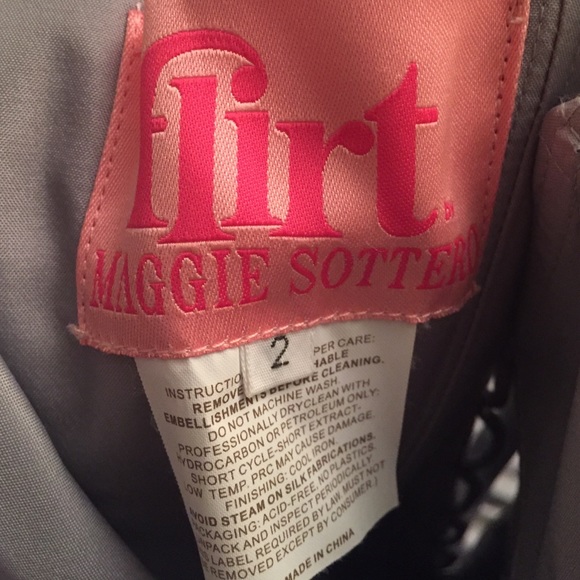 flirt
by
MAGGIE SOTTERO
2
PER CARE:
REMOVE
EMBELLISHMENTS BEFORE CLEANING.
DO NOT MACHINE WASH
PROFESSIONALLY DRYCLEAN WITH
HYDROCARBON OR PETROLEUM ONLY:
SHORT CYCLE-SHORT EXTRACT.
LOW TEMP. PRC MAY CAUSE DAMAGE.
FINISHING: COOL IRON.
AVOID STEAM ON SILK FABRICATIONS.
PACKAGING: ACID-FREE. NO PLASTICS.
UNPACK AND INSPECT PERIODICALLY
LABEL REQUIRED BY LAW. MUST NOT
REMOVED EXCEPT BY CONSUMER.)
MADE IN CHINA